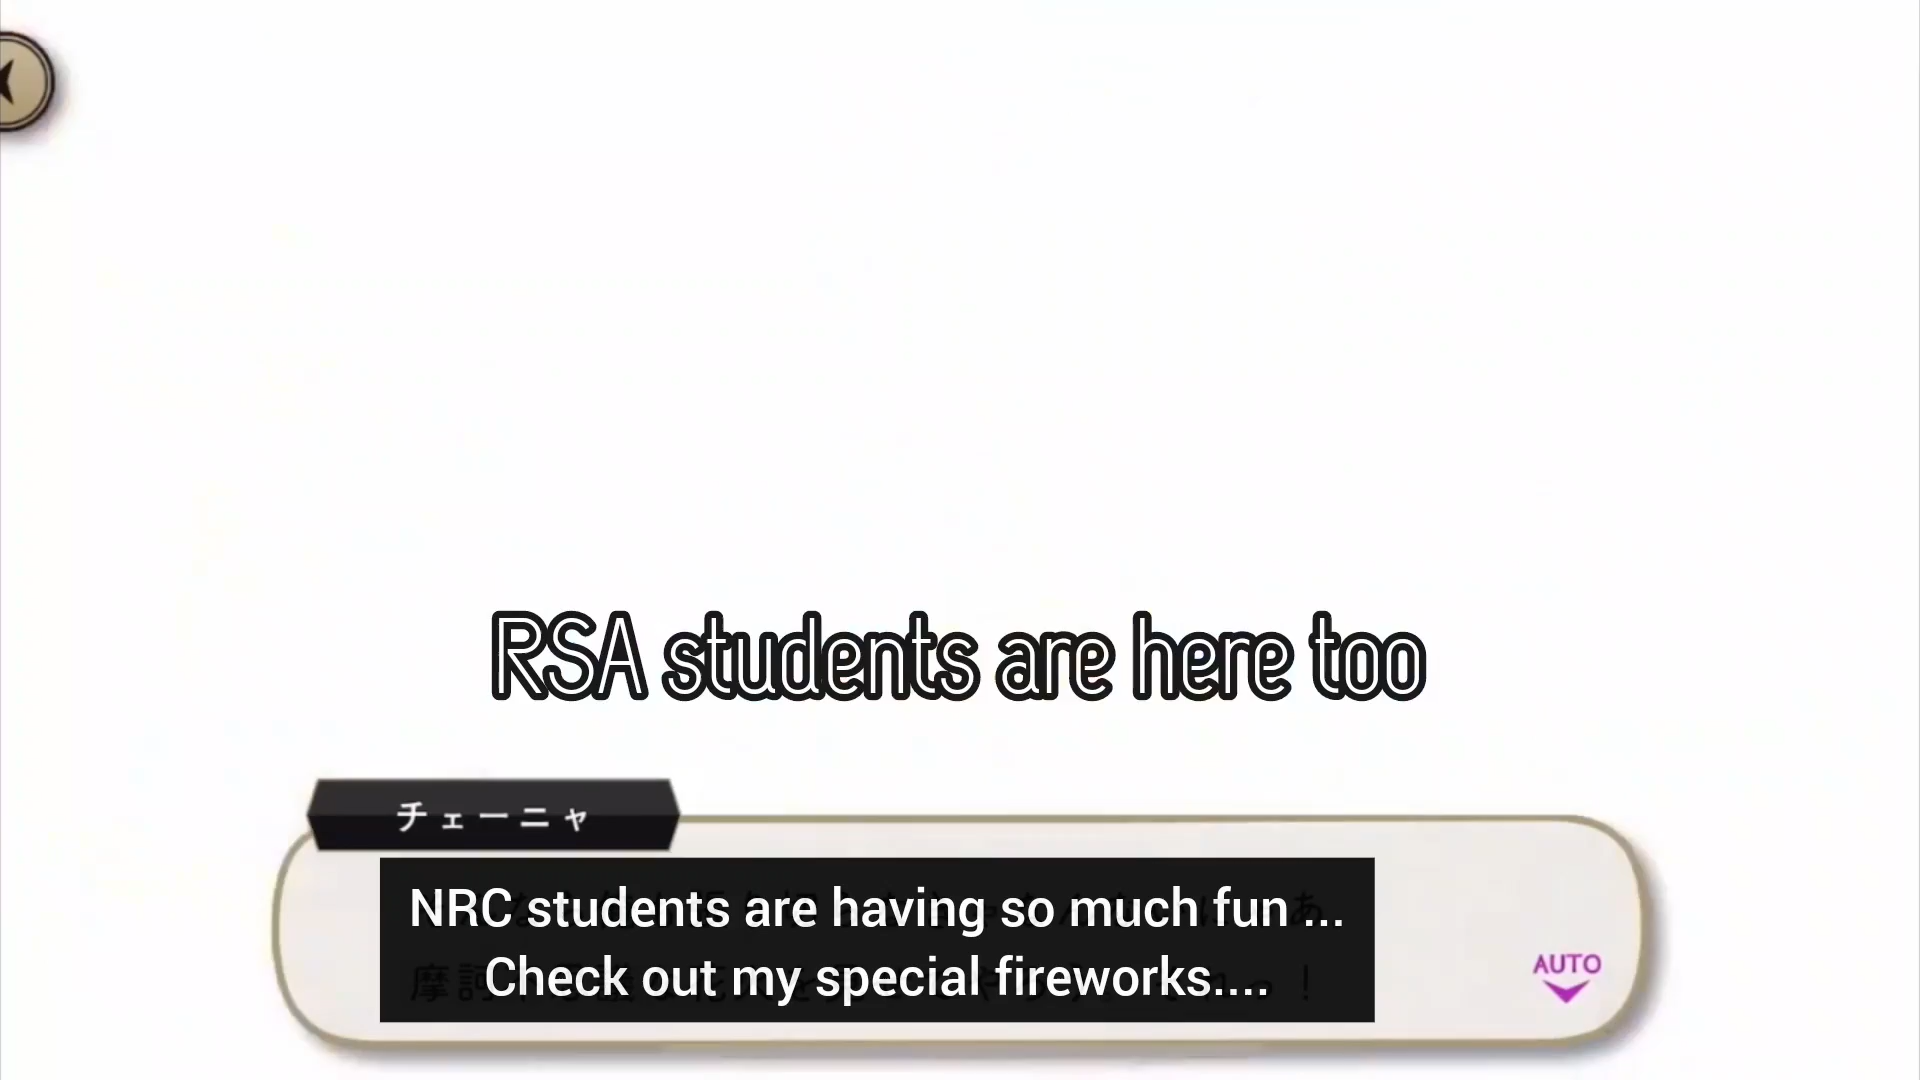 RSA students are here too
チェーニャ
NRC students are having so much fun ...
Check out my special fireworks....
AUTO